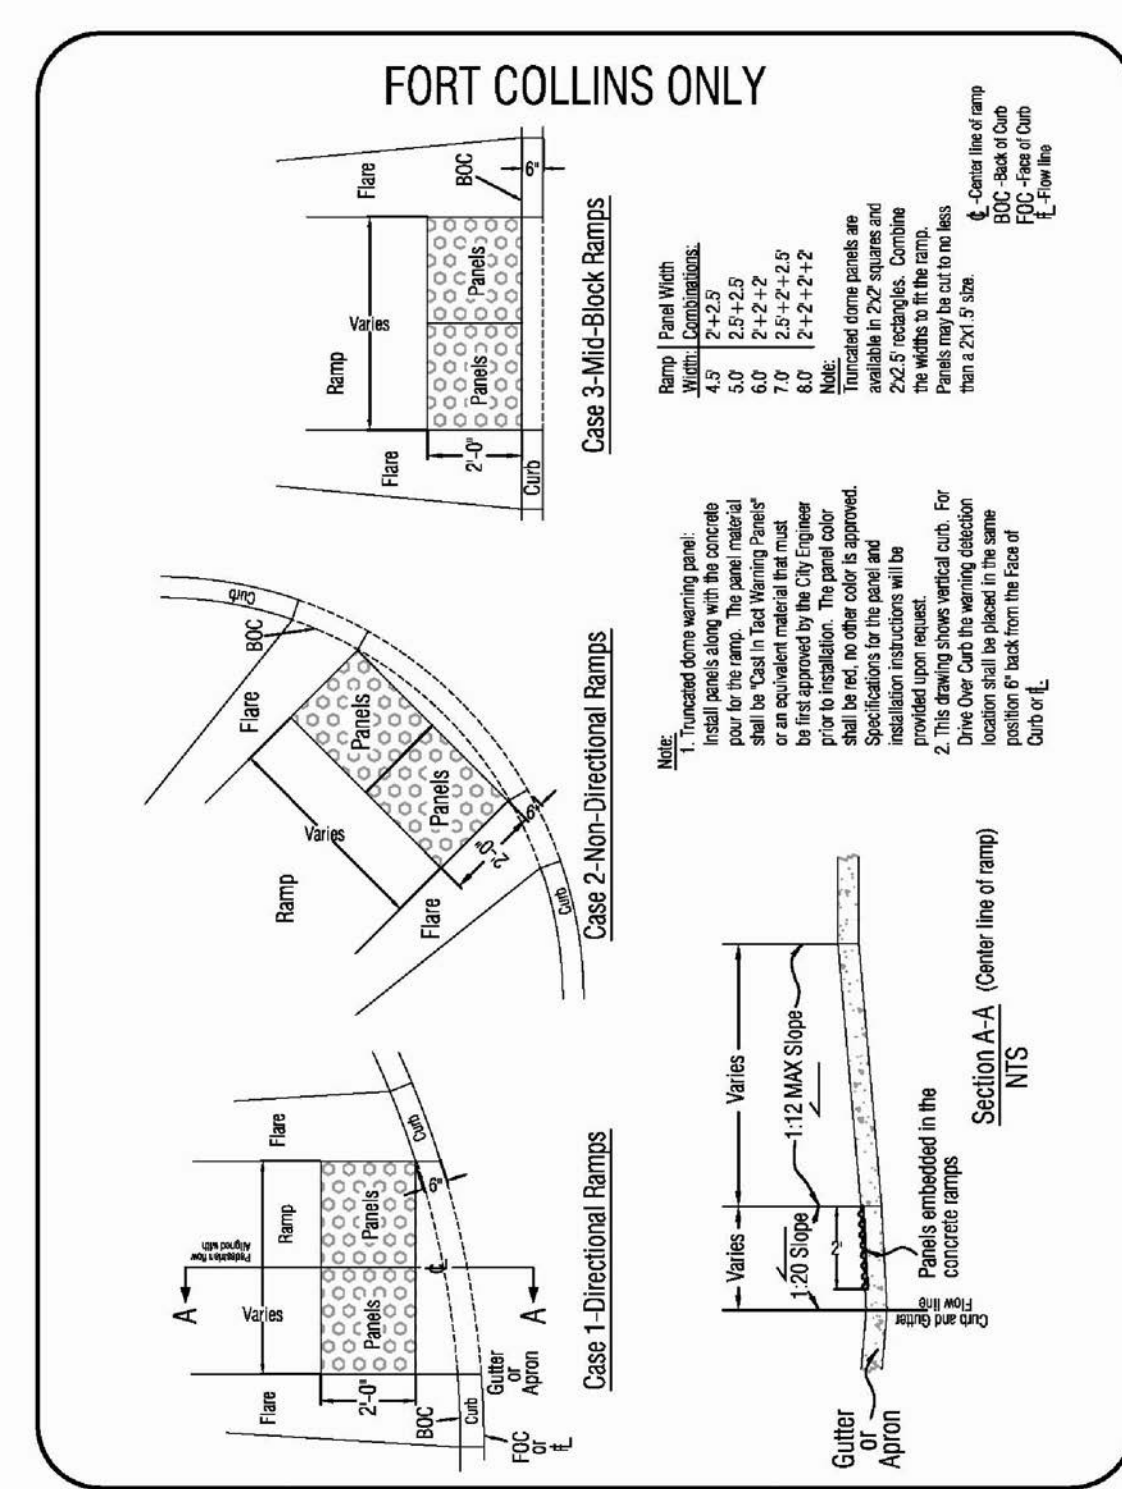 FORT COLLINS ONLY
A
A
Aligned with
Pedestrian flow
Flare
Ramp
Flare
Varies
Panels
Panels
2'-0"
6"
BOC
Curb
Curb
FOC
or
FL
Gutter
or
Apron
CL
Case 1-Directional Ramps
Ramp
Varies
Flare
Flare
BOC
Curb
Curb
Panels
Panels
2'-0"
6"
Case 2-Non-Directional Ramps
Ramp
Varies
Flare
Flare
BOC
6"
Panels
Panels
2'-0"
Curb
Case 3-Mid-Block Ramps
Varies
Varies
1:20 Slope
1:12 MAX Slope
2'
Curb and Gutter
Flow line
Gutter
or
Apron
Panels embedded in the
concrete ramps
Section A-A (Center line of ramp)
NTS
Note:
1. Truncated dome warning panel:
Install panels along with the concrete
pour for the ramp. The panel material
shall be "Cast In Tact Warning Panels"
or an equivalent material that must
be first approved by the City Engineer
prior to installation. The panel color
shall be red, no other color is approved.
Specifications for the panel and
installation instructions will be
provided upon request.
2. This drawing shows vertical curb. For
Drive Over Curb the warning detection
location shall be placed in the same
position 6" back from the Face of
Curb or FL.
Ramp Panel Width
Width: Combinations:
4.5' 2'+2.5'
5.0' 2.5'+2.5'
6.0' 2'+2'+2'
7.0' 2.5'+2'+2.5'
8.0' 2'+2'+2'+2'
Note:
Truncated dome panels are
available in 2'x2' squares and
2'x2.5' rectangles. Combine
the widths to fit the ramp.
Panels may be cut to no less
than a 2'x1.5' size.
CL -Center line of ramp
BOC -Back of Curb
FOC -Face of Curb
FL -Flow line